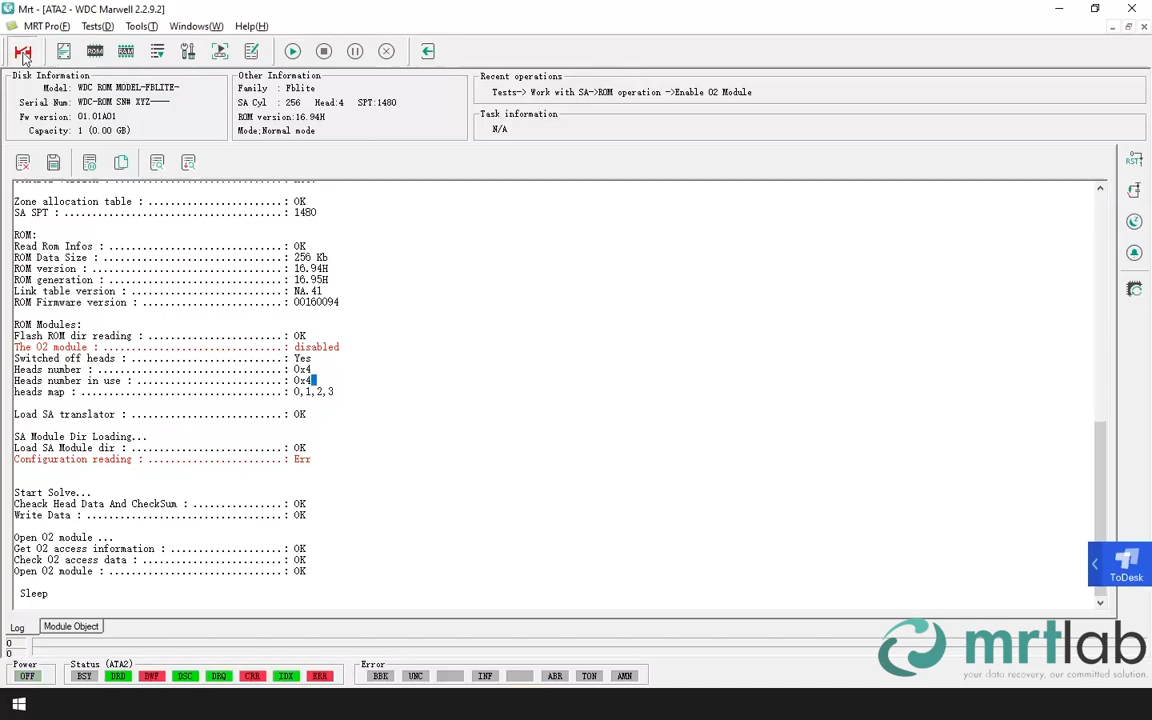 Mrt - [ATA2 - WDC Marwell 2.2.9.2]
MRT Pro(F) Tests(D) Tools(T) Windows(W) Help(H)
ROM RAM
Disk Information
Model: WDC ROM MODEL-FBLITE-
Serial Num: WDC-ROM SN# XYZ----
Fw version: 01.01A01
Capacity: 1 (0.00 GB)
Other Information
Family : Fblite
SA Cyl : 256 Head:4 SPT:1480
ROM version:16.94H
Mode;Normal mode
Recent operations
Tests-> Work with SA->ROM operation ->Enable 02 Module
Task information
N/A
RST
Zone allocation table : ........................: OK
SA SPT : .......................................: 1480
ROM:
Read Rom Infos : ...............................: OK
ROM Data Size : ................................: 256 Kb
ROM version : ..................................: 16.94H
ROM generation : ...............................: 16.95H
Link table version : ...........................: NA.41
ROM Firmware version : .........................: 00160094
ROM Modules:
Flash ROM dir reading : ........................: OK
The 02 module : ................................: disabled
Switched off heads : ...........................: Yes
Heads number : .................................: 0x4
Heads number in use : ..........................: 0x4
heads map : ....................................: 0,1,2,3
Load SA translator : ...........................: OK
SA Module Dir Loading...
Load SA Module dir : ...........................: OK
Configuration reading : ........................: Err
Start Solve...
Cheack Head Data And CheckSum : ................: OK
Write Data : ...................................: OK
Open 02 module ...
Get 02 access information : ....................: OK
Check 02 access data : .........................: OK
Open 02 module : ...............................: OK
Sleep
ToDesk
Log Module Object
0
0
mrtlab
your data recovery, our committed solution.
Power
OFF
Status (ATA2)
BSY DRD DWF DSC DRQ CRR IDX ERR
Error
BBK UNC INF ABR TON AMN